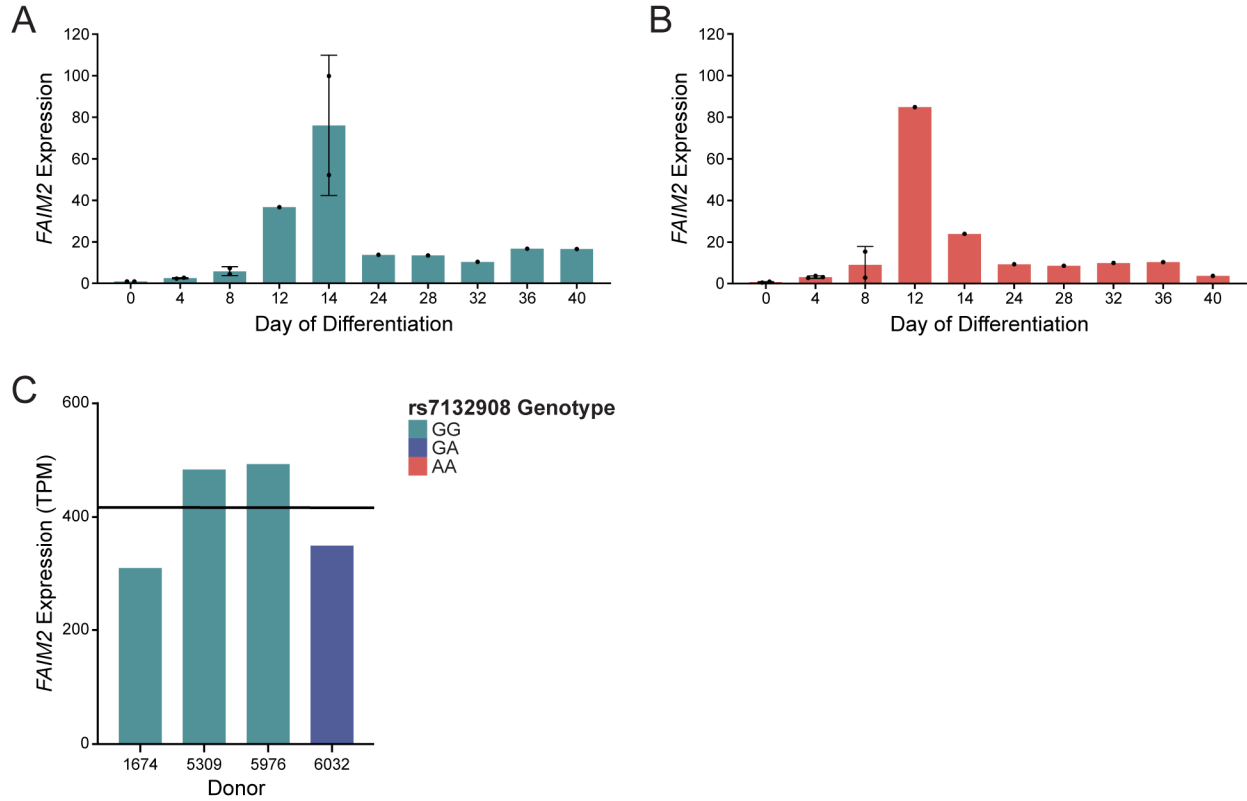 A
FAIM2 Expression
120
100
80
60
40
20
0
0 4 8 12 14 24 28 32 36 40
Day of Differentiation
B
FAIM2 Expression
120
100
80
60
40
20
0
0 4 8 12 14 24 28 32 36 40
Day of Differentiation
C
FAIM2 Expression (TPM)
600
400
200
0
1674 5309 5976 6032
Donor
rs7132908 Genotype
GG
GA
AA